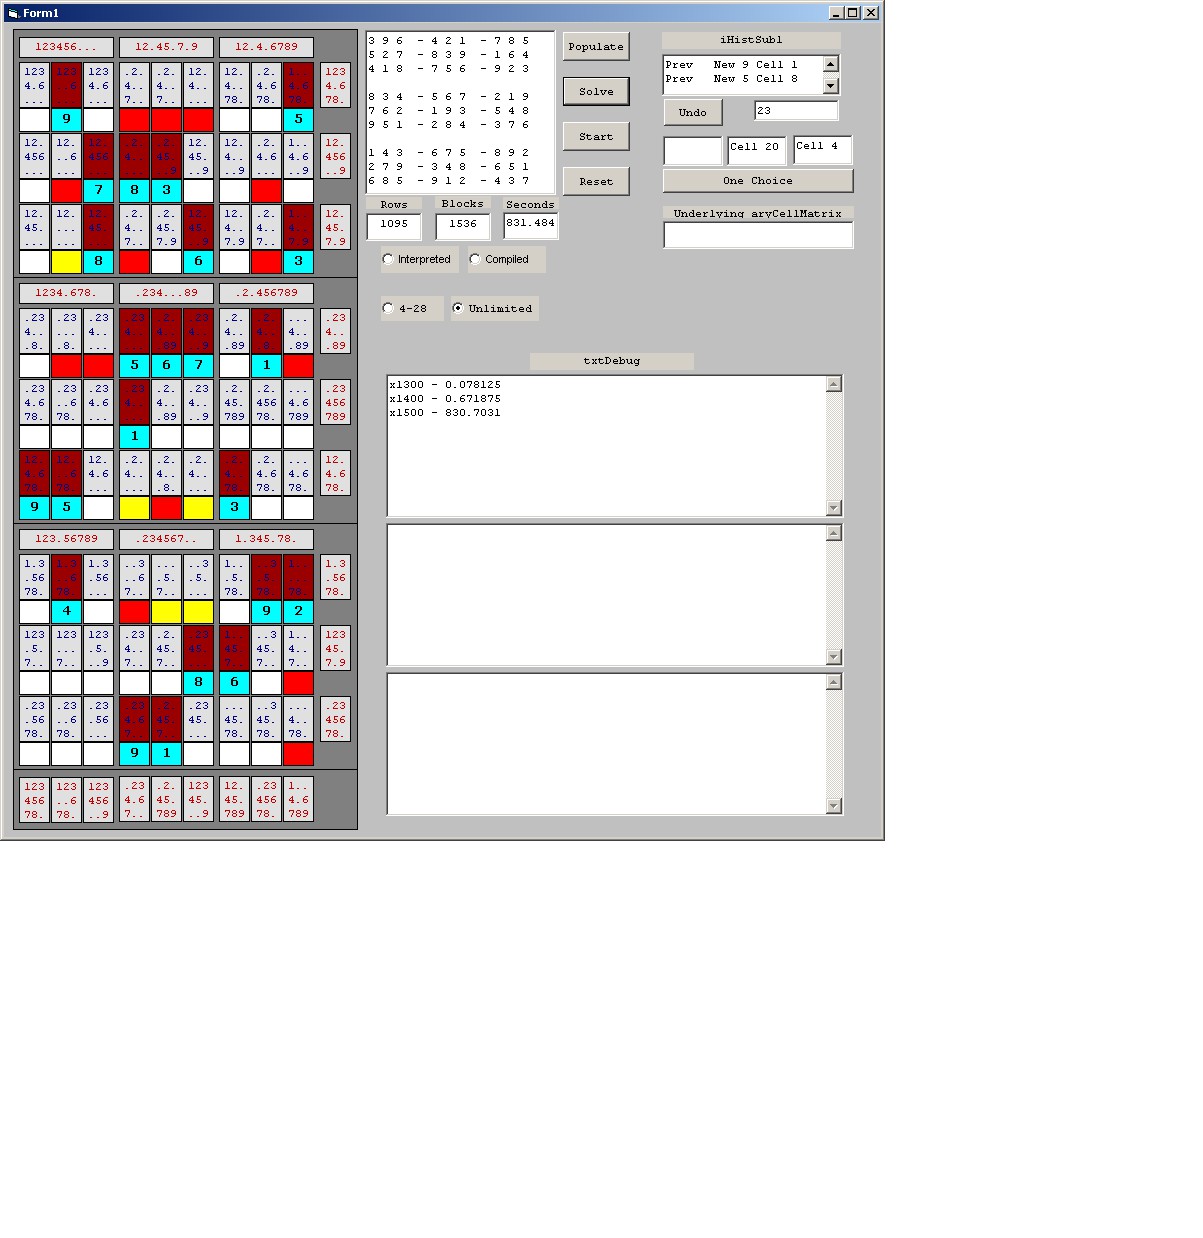 Form1
123456... 12.45.7.9 12.4.6789
123 123 123 .2. .2. 12. 12. .2. 1.. 123
4.6 ..6 4.6 4.. 4.. 4.. 4.. 4.6 4.6 4.6
... ... ... 7.. 7.. ... 78. 78. 78. 78.
9 5
12. 12. 12. .2. .2. 12. 12. .2. 1.. 12.
456 ..6 456 4.. 45. 45. 4.. 4.6 4.6 456
... ... ... ... ..9 ..9 ..9 ... ..9 ..9
7 8 3
12. 12. 12. .2. .2. 12. 12. .2. 1.. 12.
45. ... 45. 4.. 45. 45. 4.. 4.. 4.. 45.
... ... ... 7.. 7.9 ..9 7.9 7.. 7.9 7.9
8 6 3
1234.678. .234...89 .2.456789
.23 .23 .23 .23 .23 .23 .2. .2. ... .23
4.. ... 4.. 4.. 4.. 4.. 4.. 4.. 4.. 4..
.8. .8. ... ... .89 ..9 .89 .8. .89 .89
5 6 7 1
.23 .23 .23 .23 .2. .2. .2. .2. ... .23
4.6 ..6 4.6 4.. 4.. 4.. 45. 456 4.6 456
78. 78. ... ... .89 ..9 789 78. 789 789
1
12. 12. 12. .2. .2. .2. .2. .2. ... 12.
4.6 ..6 4.6 4.. 4.. 4.. 4.. 4.6 4.6 4.6
78. 78. ... ... .8. ... 78. 78. 78. 78.
9 5 3
123.56789 .234567.. 1.345.78.
1.3 1.3 1.3 ..3 ... ..3 1.. ..3 1.. 1.3
.56 ..6 .56 ..6 .5. .5. .5. .5. ... .56
78. 78. ... 7.. 7.. ... 78. 78. 78. 78.
4 9 2
123 123 123 .23 .2. .23 1.. ..3 1.. 123
.5. ... .5. 4.. 45. 45. 45. 45. 4.. 45.
7.. 7.. ..9 7.. 7.. ... 7.. 7.. 7.. 7.9
8 6
.23 .23 .23 .23 .2. .23 ... ..3 ... .23
.56 ..6 .56 4.6 45. 45. 45. 45. 4.. 456
78. 78. ... 7.. 7.. ... 78. 78. 78. 78.
9 1
123 123 123 .23 .2. 123 12. .23 1..
456 ..6 456 4.6 45. 45. 45. 456 4.6
78. 78. ..9 7.. 789 ..9 789 78. 789
3 9 6 - 4 2 1 - 7 8 5
5 2 7 - 8 3 9 - 1 6 4
4 1 8 - 7 5 6 - 9 2 3
8 3 4 - 5 6 7 - 2 1 9
7 6 2 - 1 9 3 - 5 4 8
9 5 1 - 2 8 4 - 3 7 6
1 4 3 - 6 7 5 - 8 9 2
2 7 9 - 3 4 8 - 6 5 1
6 8 5 - 9 1 2 - 4 3 7
Populate
Solve
Start
Reset
Rows Blocks Seconds
1095 1536 831.484
Interpreted Compiled
4-28 Unlimited
iHistSubl
Prev New 9 Cell 1
Prev New 5 Cell 8
Undo 23
Cell 20 Cell 4
One Choice
Underlying aryCellMatrix
txtDebug
x1300 - 0.078125
x1400 - 0.671875
x1500 - 830.7031